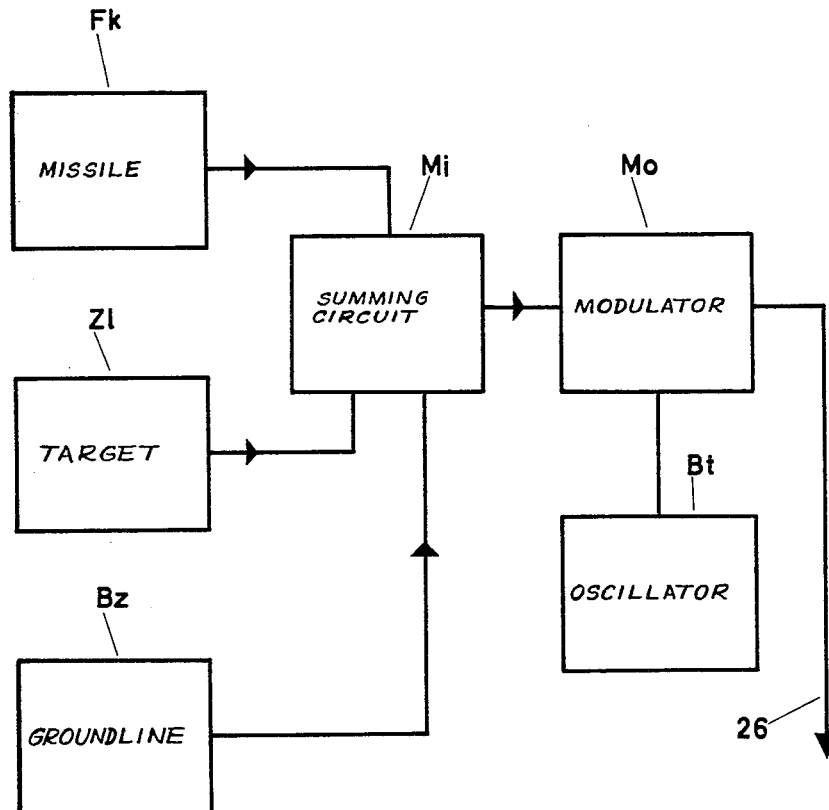 Fk
MISSILE
Mi
Mo
SUMMING
CIRCUIT
MODULATOR
Zl
TARGET
Bt
OSCILLATOR
Bz
GROUNDLINE
26